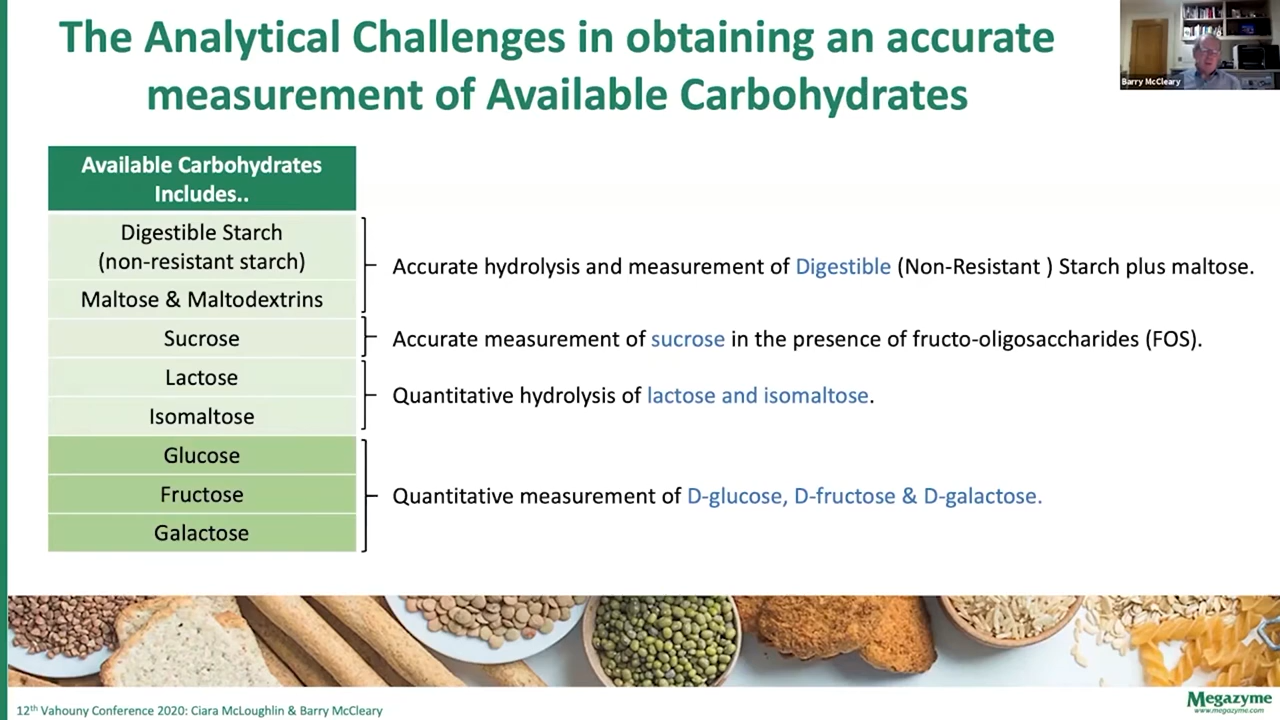 The Analytical Challenges in obtaining an accurate
measurement of Available Carbohydrates
Barry McCleary
Available Carbohydrates
Includes..
Digestible Starch
(non-resistant starch)
Maltose & Maltodextrins
Sucrose
Lactose
Isomaltose
Glucose
Fructose
Galactose
Accurate hydrolysis and measurement of Digestible (Non-Resistant ) Starch plus maltose.
Accurate measurement of sucrose in the presence of fructo-oligosaccharides (FOS).
Quantitative hydrolysis of lactose and isomaltose.
Quantitative measurement of D-glucose, D-fructose & D-galactose.
12th Vahouny Conference 2020: Ciara McLoughlin & Barry McCleary
Megazyme
www.megazyme.com